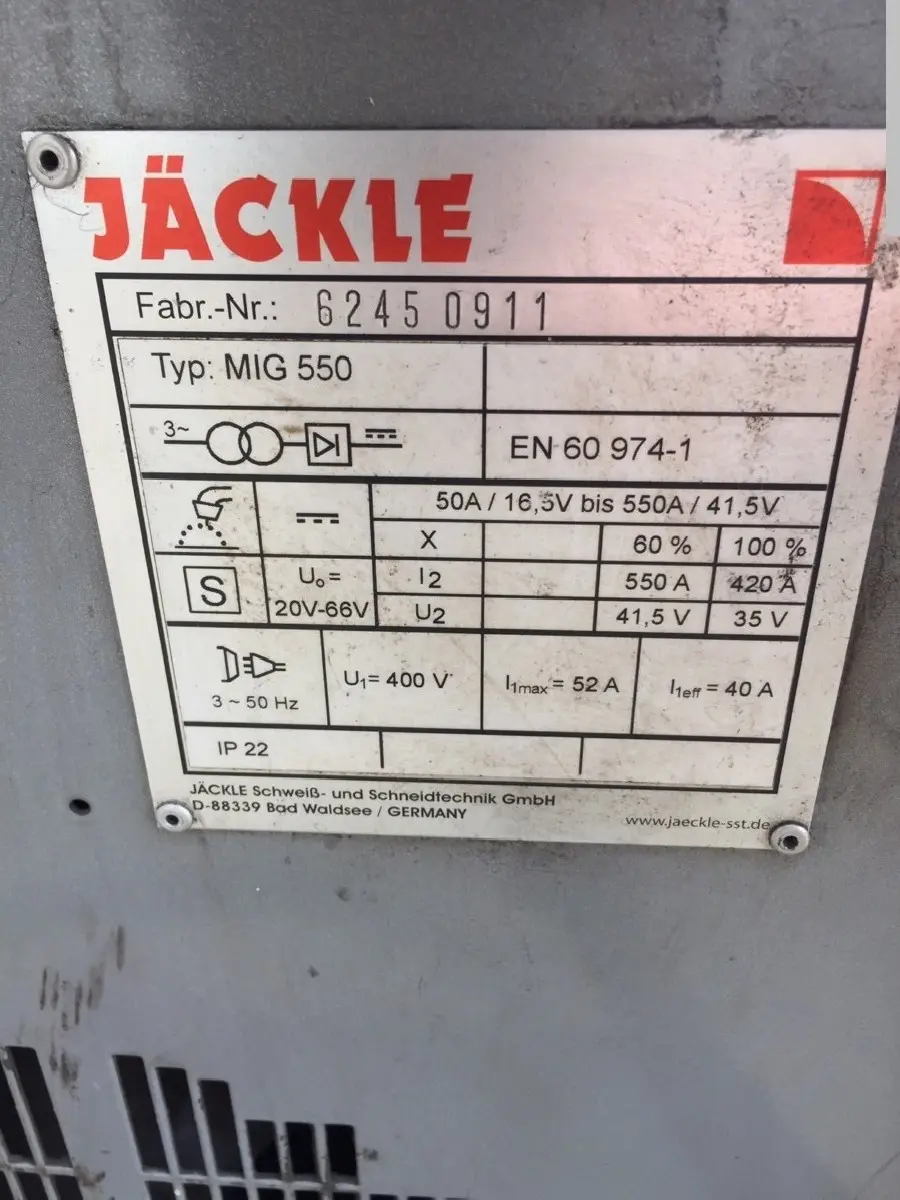 JÄCKLE
Fabr.-Nr.: 6245 0911
Typ: MIG 550
3~
EN 60 974-1
50A / 16,5V bis 550A / 41,5V
X 60 % 100 %
S U₀= I2 550 A 420 A
20V-66V U2 41,5 V 35 V
U₁= 400 V I₁max = 52 A I₁eff = 40 A
3 ~ 50 Hz
IP 22
JÄCKLE Schweiß- und Schneidtechnik GmbH
D-88339 Bad Waldsee / GERMANY
www.jaeckle-sst.de